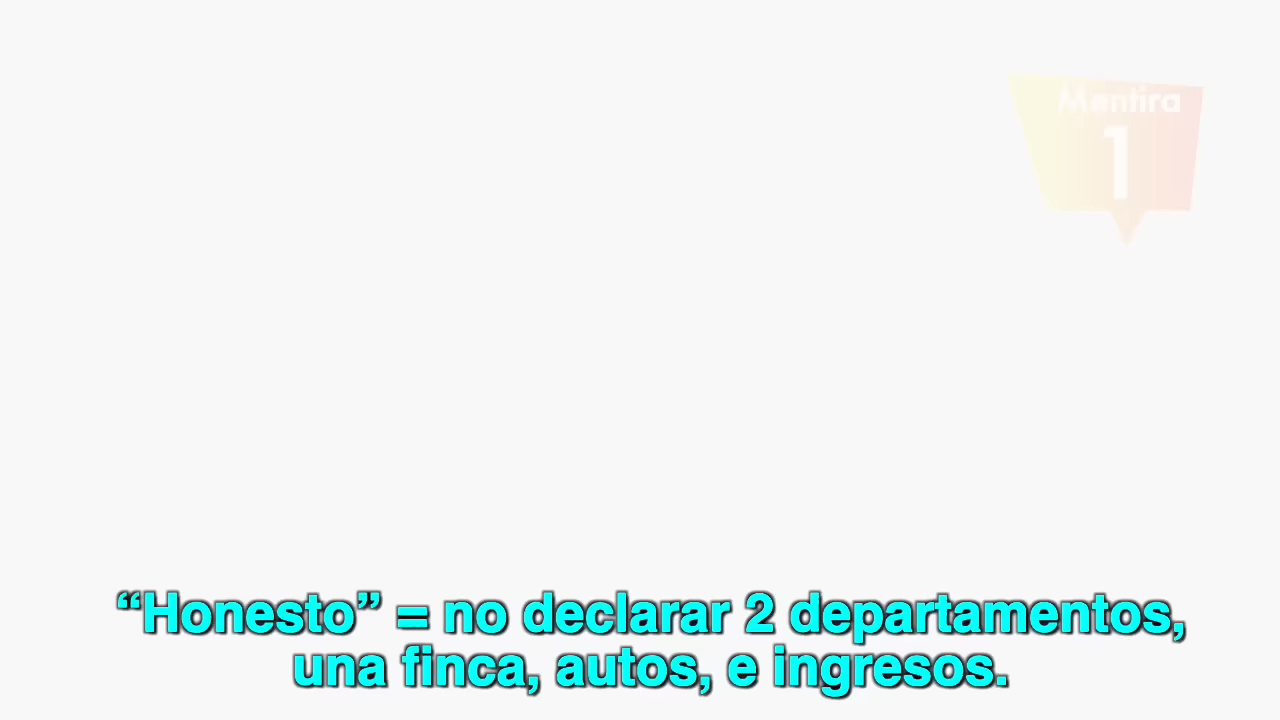 Mentira
1
“Honesto” = no declarar 2 departamentos,
una finca, autos, e ingresos.